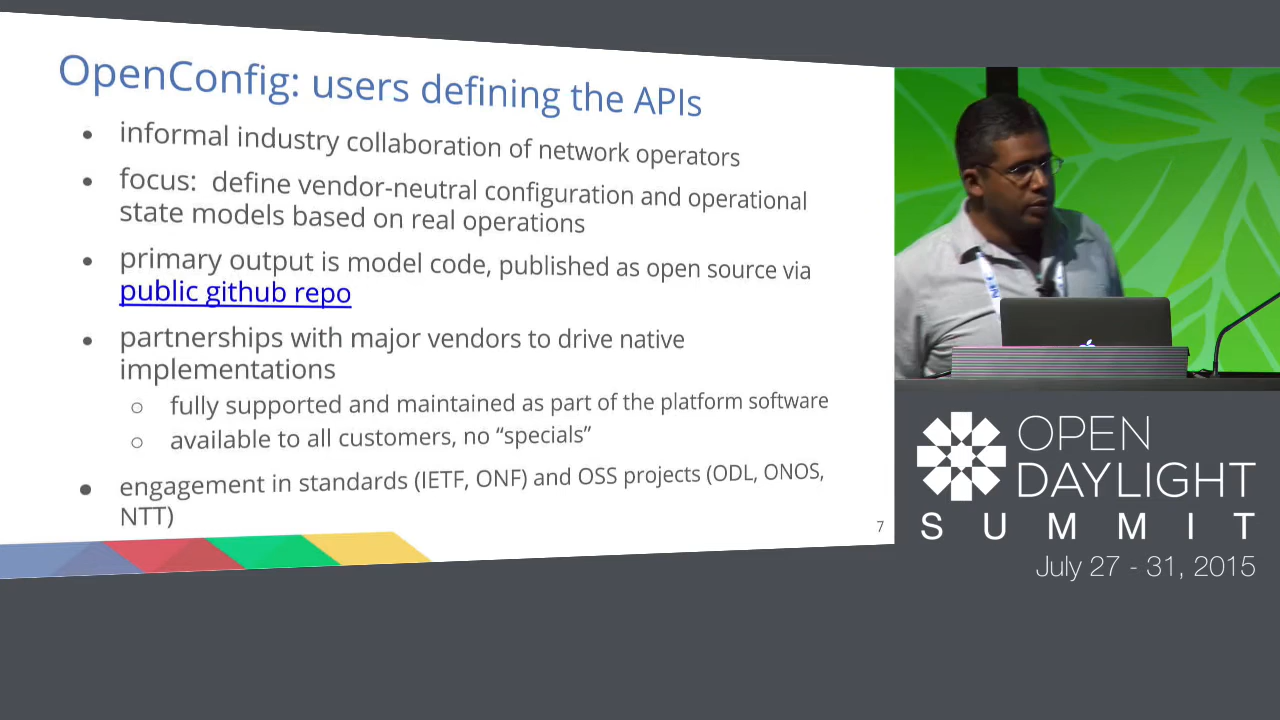 OpenConfig: users defining the APIs
• informal industry collaboration of network operators
• focus: define vendor-neutral configuration and operational
state models based on real operations
• primary output is model code, published as open source via
public github repo
• partnerships with major vendors to drive native
implementations
○ fully supported and maintained as part of the platform software
○ available to all customers, no “specials”
• engagement in standards (IETF, ONF) and OSS projects (ODL, ONOS,
NTT)
7
OPEN
DAYLIGHT
SUMMIT
July 27 - 31, 2015